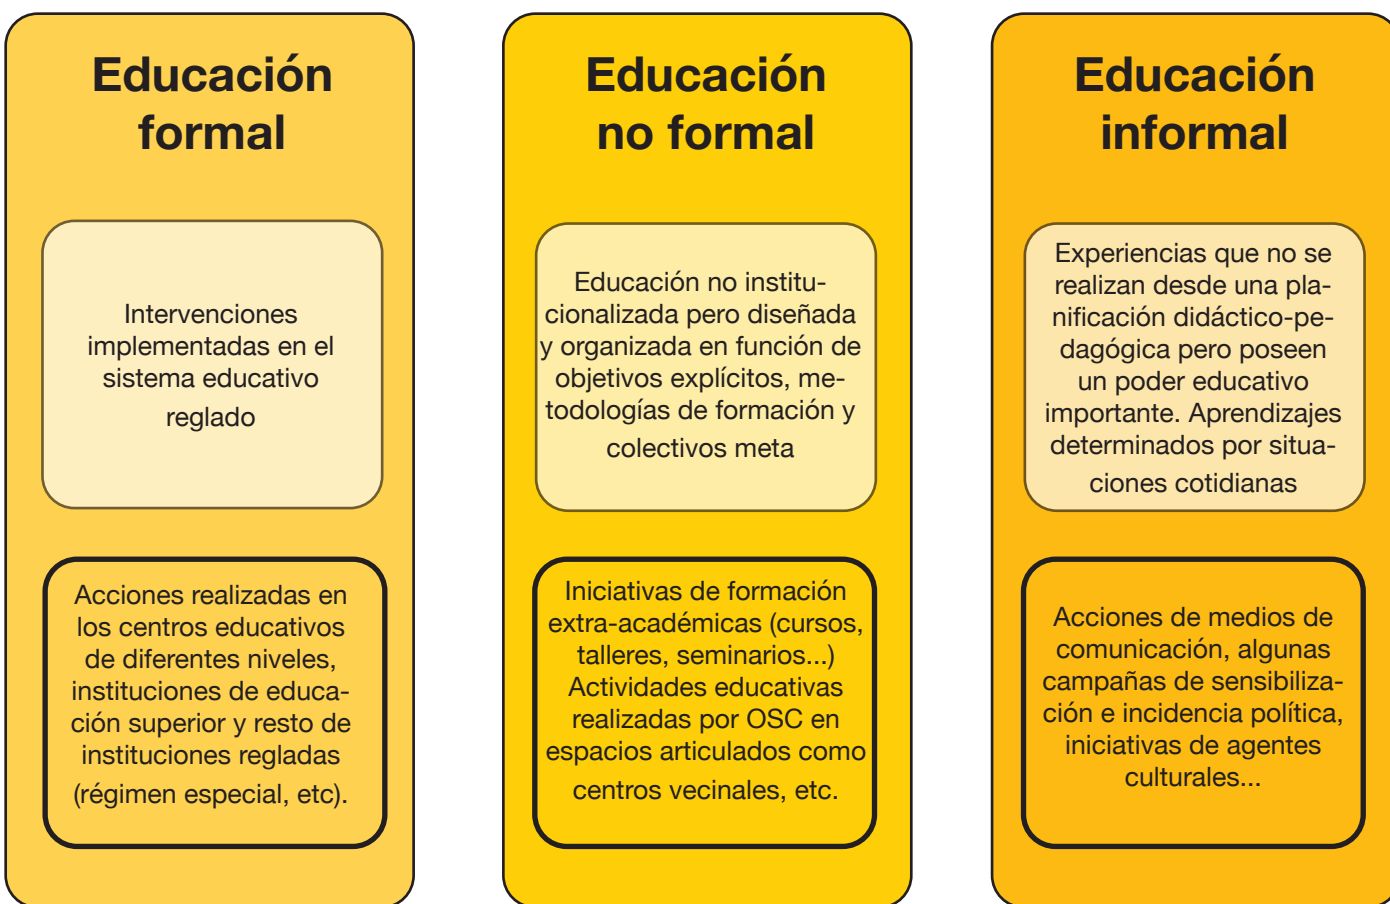 Educación
formal
Intervenciones
implementadas en el
sistema educativo
reglado
Acciones realizadas en
los centros educativos
de diferentes niveles,
instituciones de educa-
ción superior y resto de
instituciones regladas
(régimen especial, etc).
Educación
no formal
Educación no institu-
cionalizada pero diseñada
y organizada en función de
objetivos explícitos, me-
todologías de formación y
colectivos meta
Iniciativas de formación
extra-académicas (cursos,
talleres, seminarios...)
Actividades educativas
realizadas por OSC en
espacios articulados como
centros vecinales, etc.
Educación
informal
Experiencias que no se
realizan desde una pla-
nificación didáctico-pe-
dagógica pero poseen
un poder educativo
importante. Aprendizajes
determinados por situa-
ciones cotidianas
Acciones de medios de
comunicación, algunas
campañas de sensibiliza-
ción e incidencia política,
iniciativas de agentes
culturales...